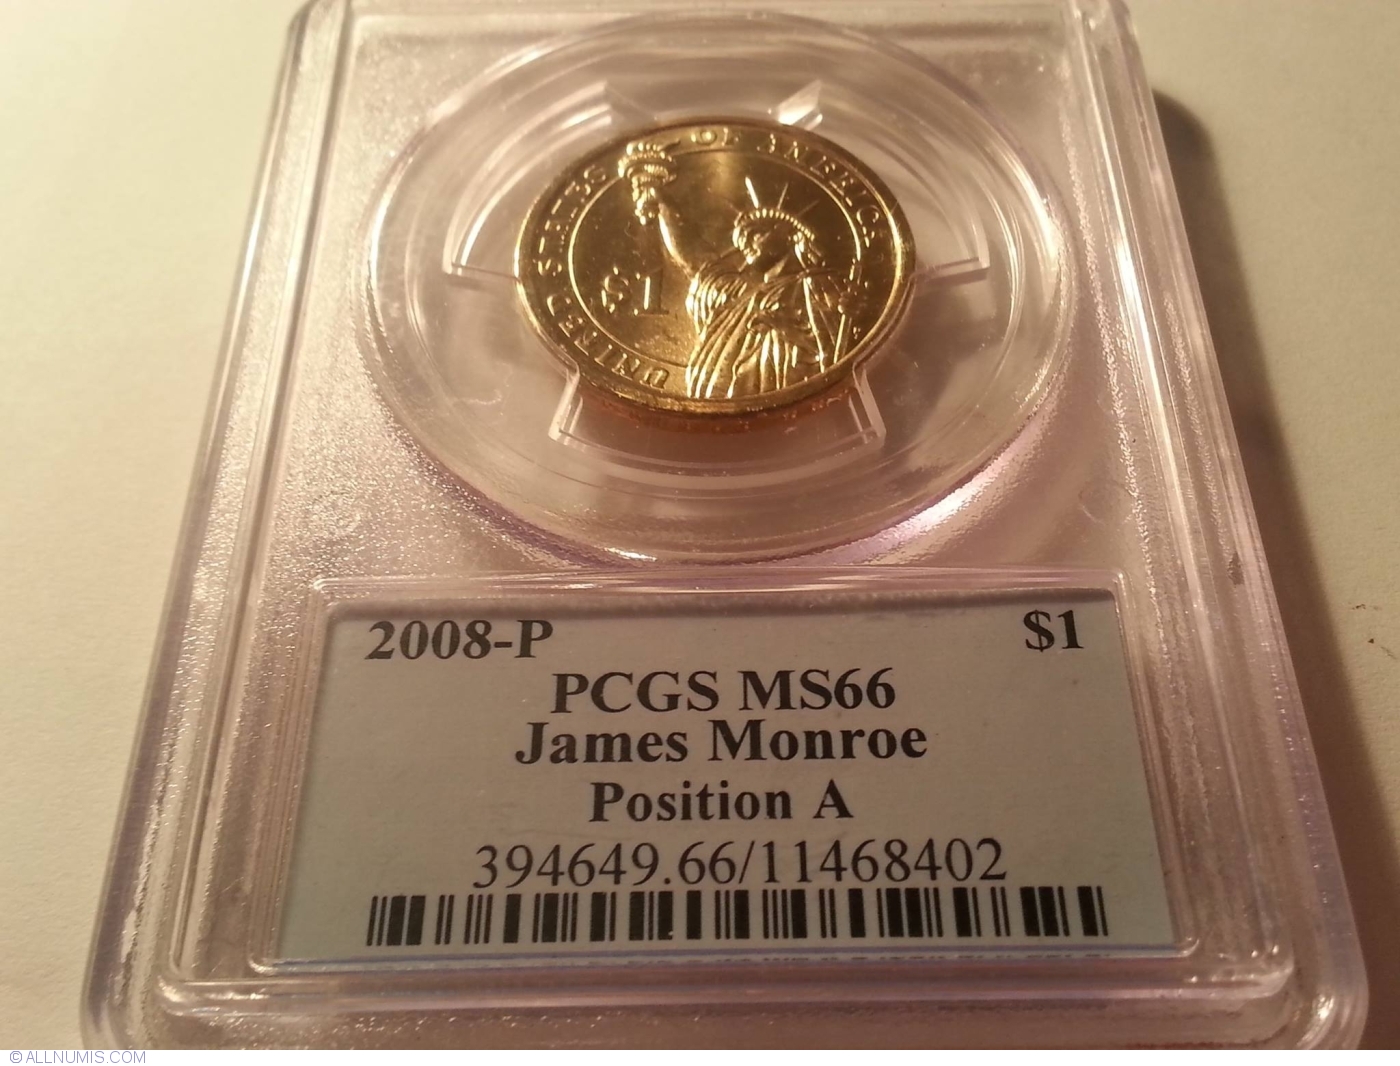 UNITED STATES OF AMERICA
$1
2008-P $1
PCGS MS66
James Monroe
Position A
394649.66/11468402
© ALLNUMIS.COM